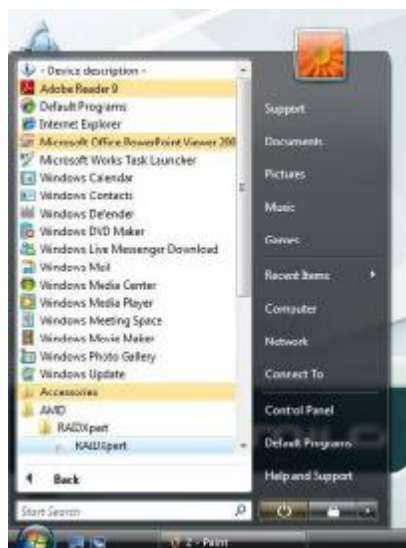 - Device description -
Adobe Reader 9
Default Programs
Internet Explorer
Microsoft Office PowerPoint Viewer 200
Microsoft Works Task Launcher
Windows Calendar
Windows Contacts
Windows Defender
Windows DVD Maker
Windows Live Messenger Download
Windows Mail
Windows Media Center
Windows Media Player
Windows Meeting Space
Windows Movie Maker
Windows Photo Gallery
Windows Update
Accessories
AMD
RAIDXpert
RAIDXpert
Back
Start Search
Support
Documents
Pictures
Music
Games
Recent Items
Computer
Network
Connect To
Control Panel
Default Programs
Help and Support
2 - Paint